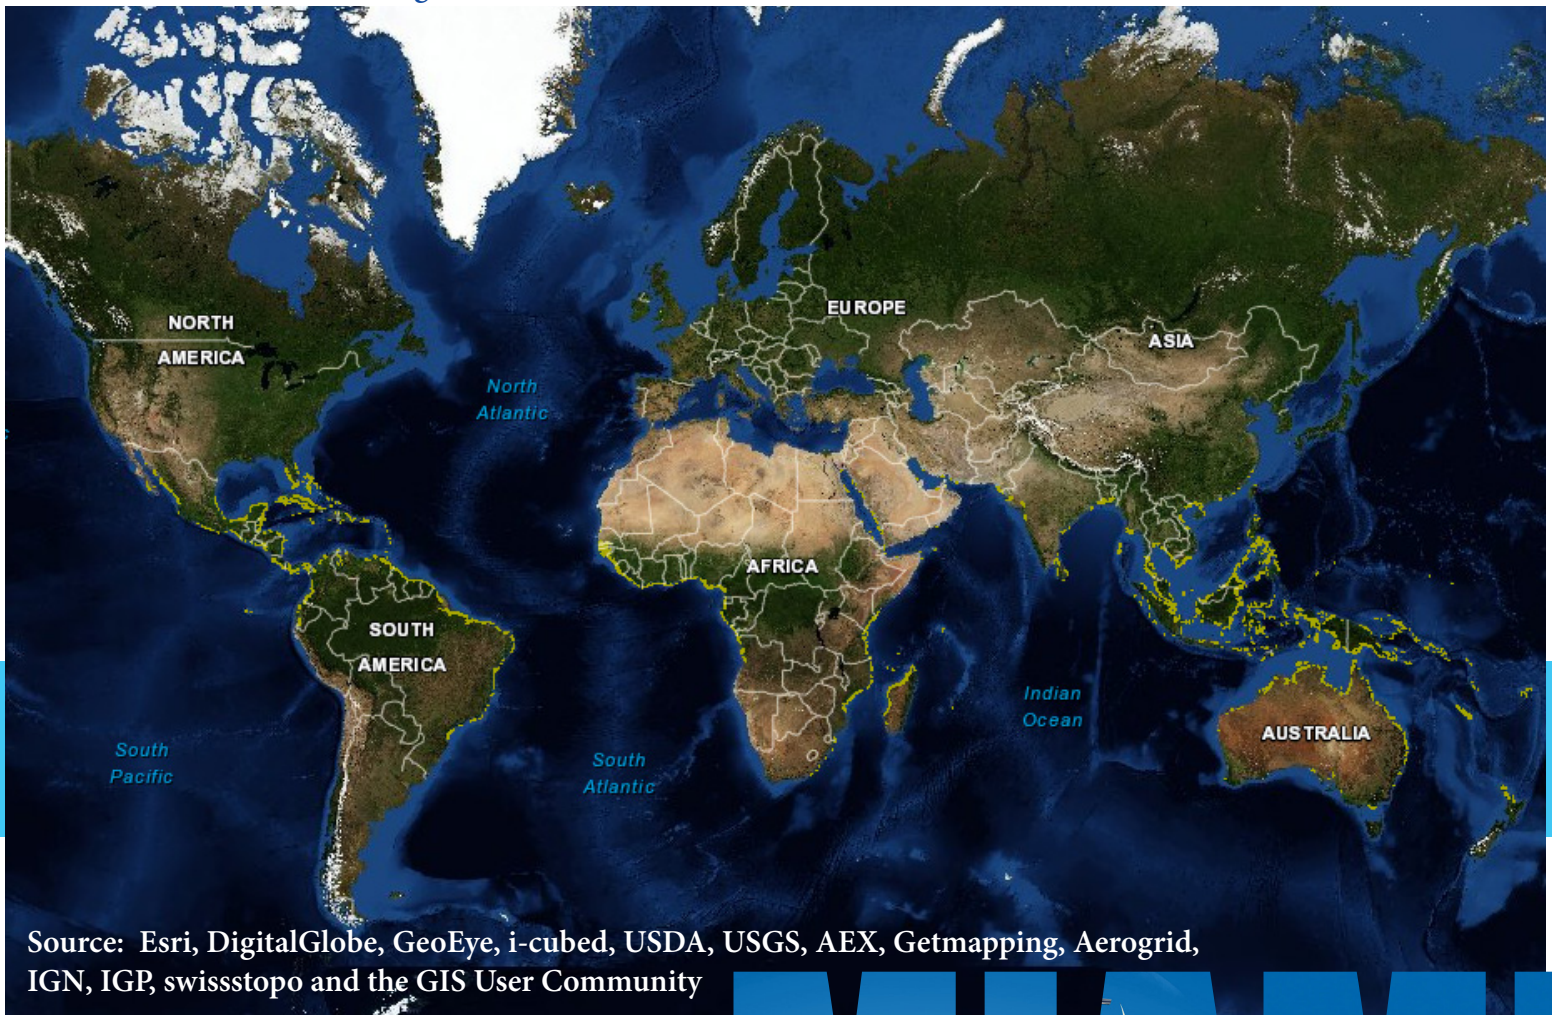 NORTH
AMERICA
EUROPE
ASIA
North
Atlantic
AFRICA
SOUTH
AMERICA
Indian
Ocean
AUSTRALIA
South
Pacific
South
Atlantic
Source: Esri, DigitalGlobe, GeoEye, i-cubed, USDA, USGS, AEX, Getmapping, Aerogrid,
IGN, IGP, swissstopo and the GIS User Community